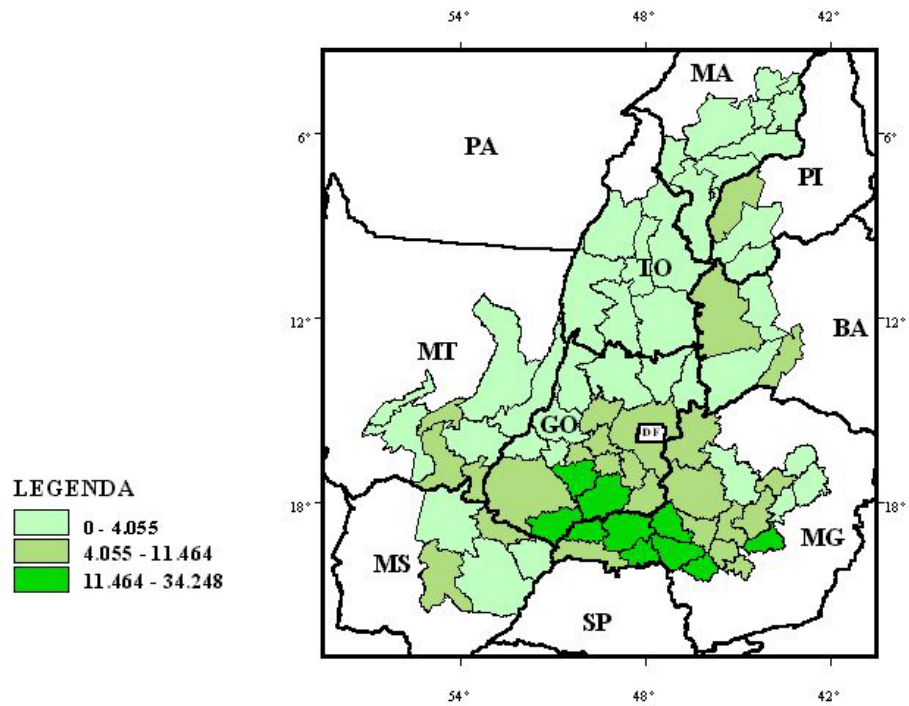 54° 48° 42°
MA
6° PA 6°
PI
TO
12° 12°
BA
MT
GO DF
LEGENDA
18° 18°
0 - 4.055
4.055 - 11.464
MS MG
11.464 - 34.248
SP
54° 48° 42°